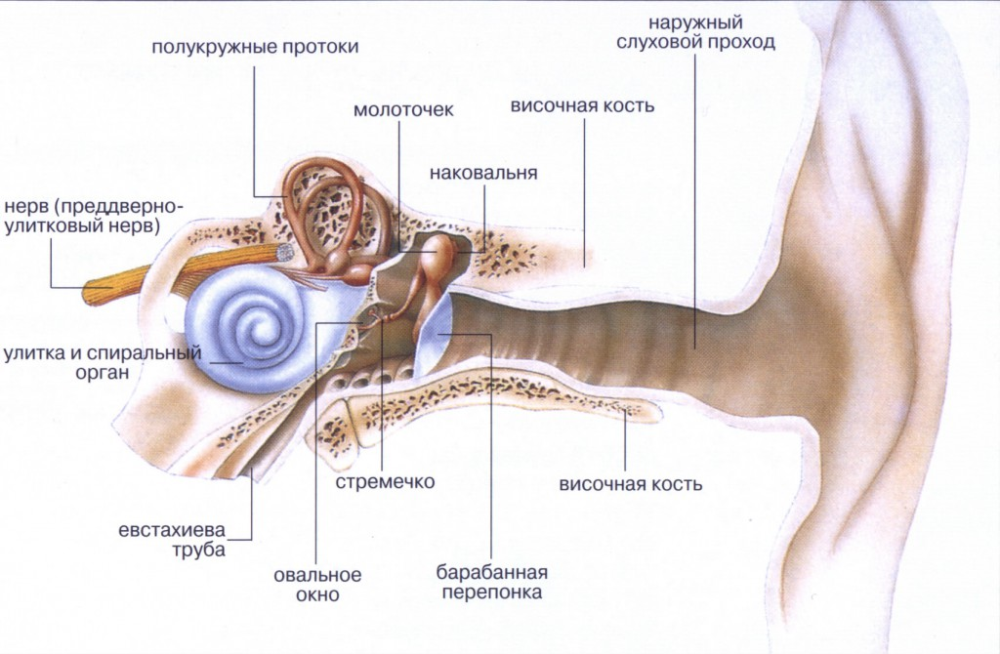 наружный
слуховой проход
полукружные протоки
молоточек
височная кость
наковальня
нерв (преддверно-
улитковый нерв)
улитка и спиральный
орган
стремечко
височная кость
евстахиева
труба
овальное
окно
барабанная
перепонка